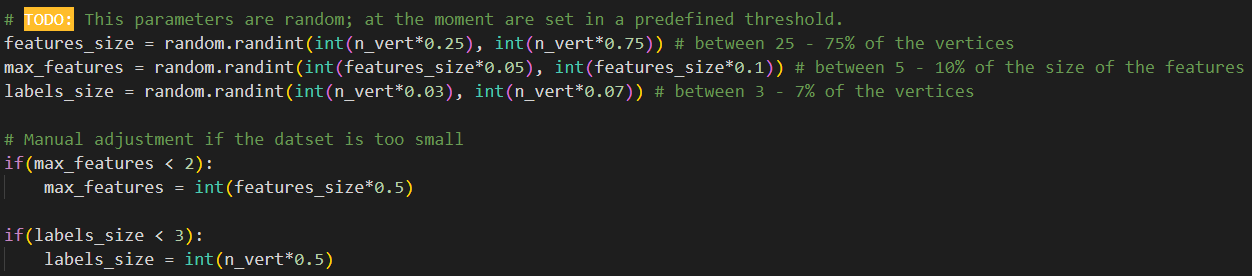 # TODO: This parameters are random; at the moment are set in a predefined threshold.
features_size = random.randint(int(n_vert*0.25), int(n_vert*0.75)) # between 25 - 75% of the vertices
max_features = random.randint(int(features_size*0.05), int(features_size*0.1)) # between 5 - 10% of the size of the features
labels_size = random.randint(int(n_vert*0.03), int(n_vert*0.07)) # between 3 - 7% of the vertices

# Manual adjustment if the datset is too small
if(max_features < 2):
    max_features = int(features_size*0.5)

if(labels_size < 3):
    labels_size = int(n_vert*0.5)